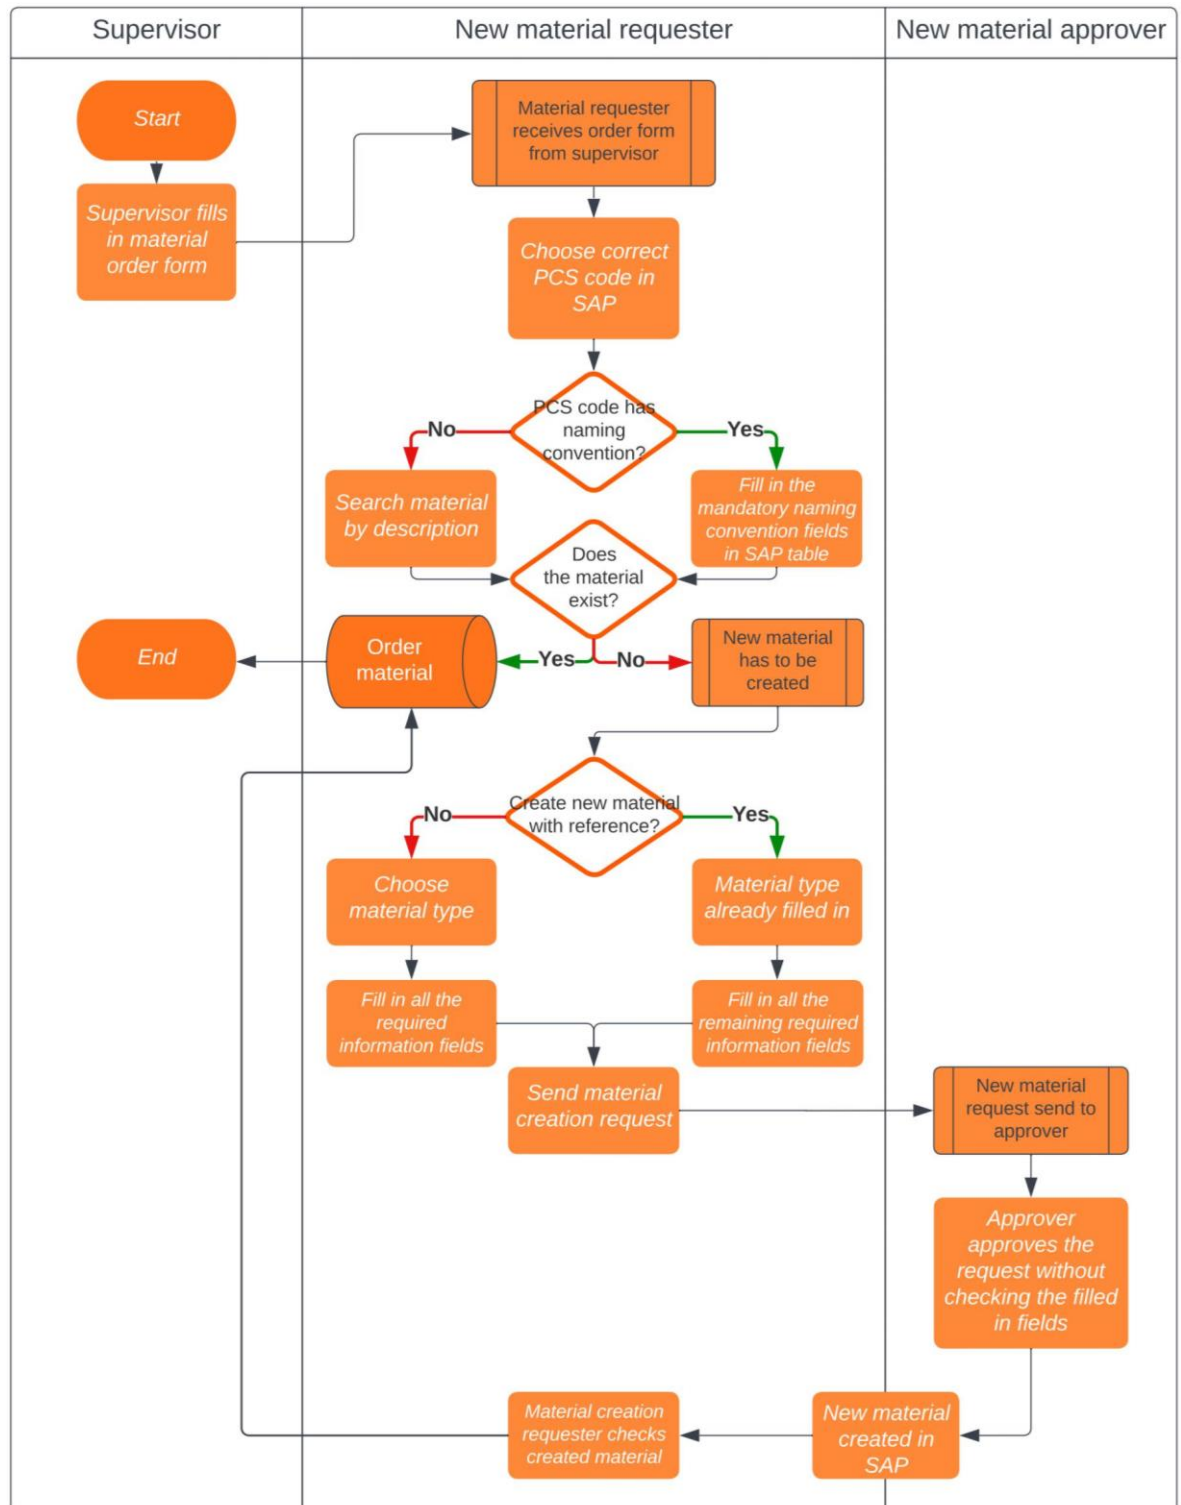 Supervisor
New material requester
New material approver
Start
Supervisor fills
in material
order form
Material requester
receives order form
from supervisor
Choose correct
PCS code in
SAP
PCS code has
naming
convention?
No
Yes
Search material
by description
Fill in the
mandatory naming
convention fields
in SAP table
Does
the material
exist?
End
Order
material
Yes
No
New material
has to be
created
Create new material
with reference?
No
Yes
Choose
material type
Material type
already filled in
Fill in all the
required
information fields
Fill in all the
remaining required
information fields
Send material
creation request
New material
request send to
approver
Approver
approves the
request without
checking the filled
in fields
Material creation
requester checks
created material
New material
created in
SAP